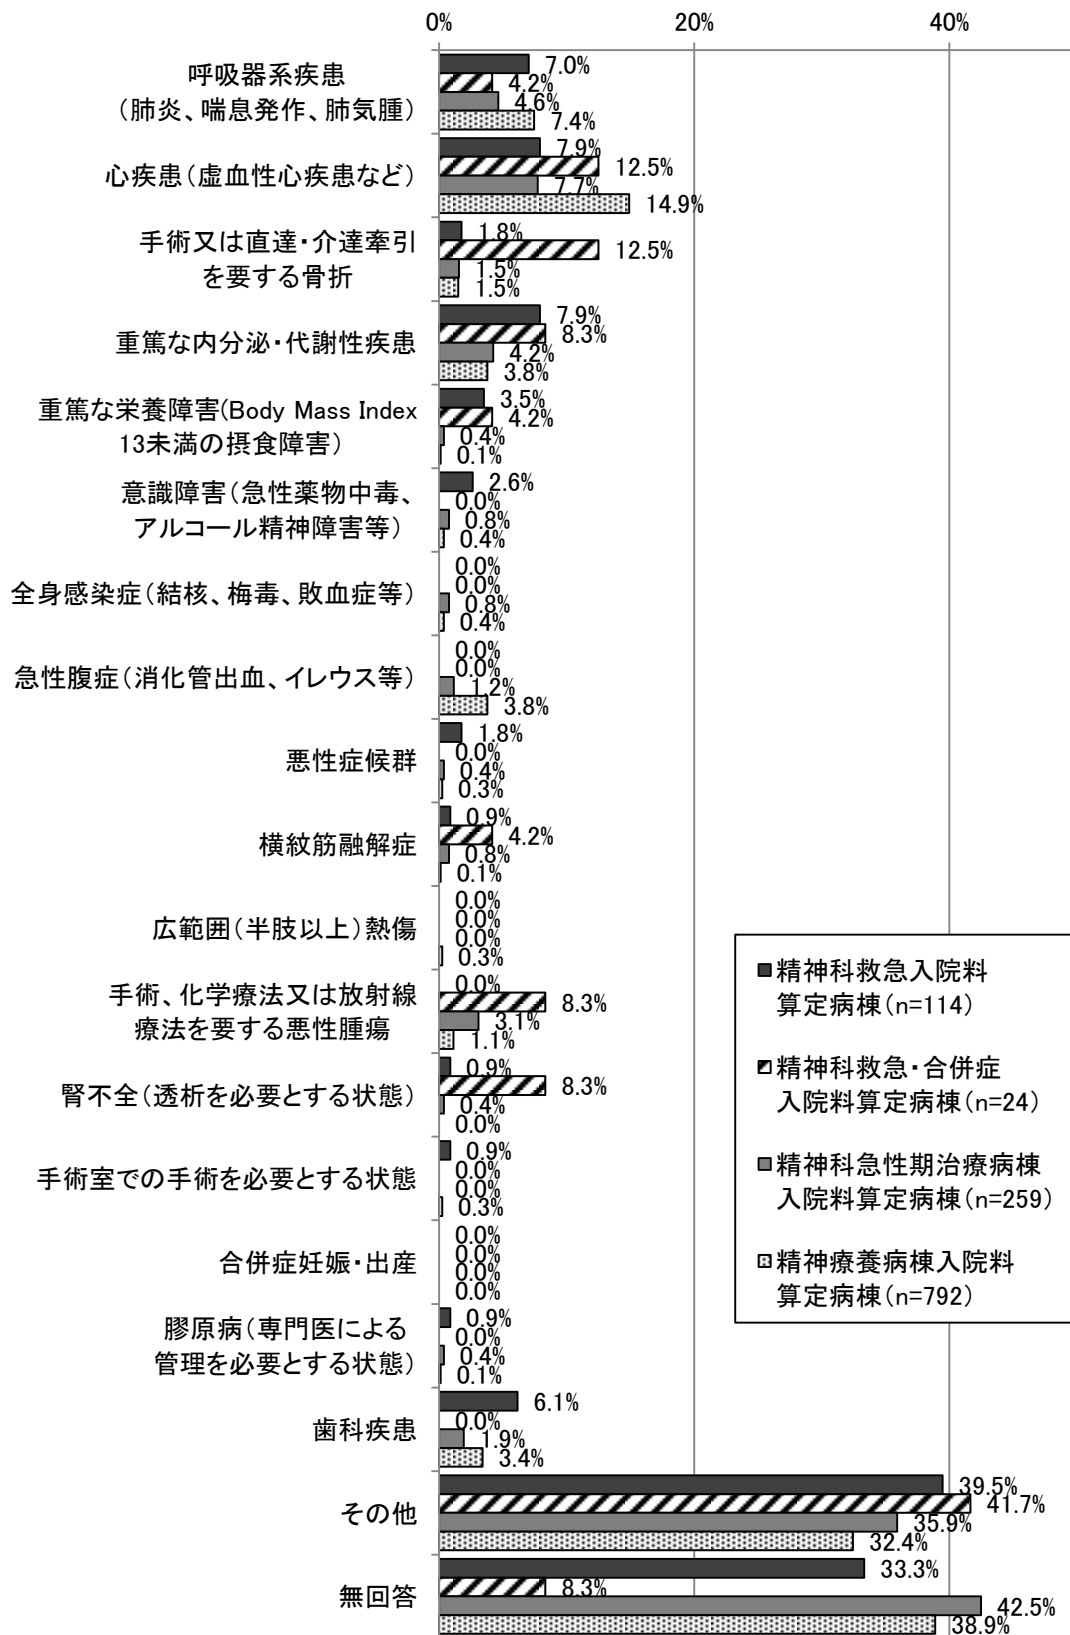 0%
20%
40%
呼吸器系疾患
（肺炎、喘息発作、肺気腫）
7.0%
4.2%
4.6%
7.4%
心疾患（虚血性心疾患など）
7.9%
12.5%
7.7%
14.9%
手術又は直達・介達牽引
を要する骨折
1.8%
12.5%
1.5%
1.5%
重篤な内分泌・代謝性疾患
7.9%
8.3%
4.2%
3.8%
重篤な栄養障害(Body Mass Index
13未満の摂食障害）
3.5%
4.2%
0.4%
0.1%
意識障害（急性薬物中毒、
アルコール精神障害等）
2.6%
0.0%
0.8%
0.4%
全身感染症（結核、梅毒、敗血症等）
0.0%
0.0%
0.8%
0.4%
急性腹症（消化管出血、イレウス等）
0.0%
0.0%
1.2%
3.8%
悪性症候群
1.8%
0.0%
0.4%
0.3%
横紋筋融解症
0.9%
4.2%
0.8%
0.1%
広範囲（半肢以上）熱傷
0.0%
0.0%
0.0%
0.3%
手術、化学療法又は放射線
療法を要する悪性腫瘍
0.0%
8.3%
3.1%
1.1%
腎不全（透析を必要とする状態）
0.9%
8.3%
0.4%
0.0%
手術室での手術を必要とする状態
0.9%
0.0%
0.0%
0.3%
合併症妊娠・出産
0.0%
0.0%
0.0%
0.0%
膠原病（専門医による
管理を必要とする状態）
0.9%
0.0%
0.4%
0.1%
歯科疾患
6.1%
0.0%
1.9%
3.4%
その他
39.5%
41.7%
35.9%
32.4%
無回答
33.3%
8.3%
42.5%
38.9%
精神科救急入院料
算定病棟（n=114）
精神科救急・合併症
入院料算定病棟（n=24）
精神科急性期治療病棟
入院料算定病棟（n=259）
精神療養病棟入院料
算定病棟（n=792）